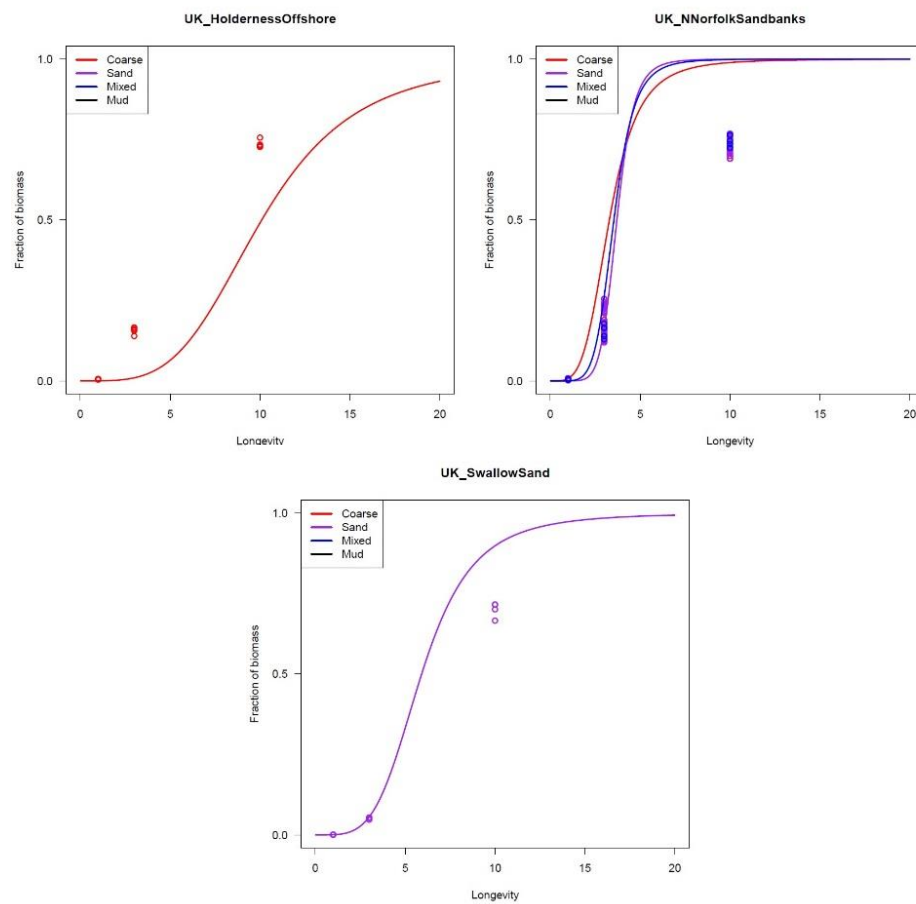 UK_HoldernessOffshore
1.0
0.5
0.0
Fraction of biomass
Coarse
Sand
Mixed
Mud
0 5 10 15 20
Longevity
UK_NNorfolkSandbanks
1.0
0.5
0.0
Fraction of biomass
Coarse
Sand
Mixed
Mud
0 5 10 15 20
Longevity
UK_SwallowSand
1.0
0.5
0.0
Fraction of biomass
Coarse
Sand
Mixed
Mud
0 5 10 15 20
Longevity